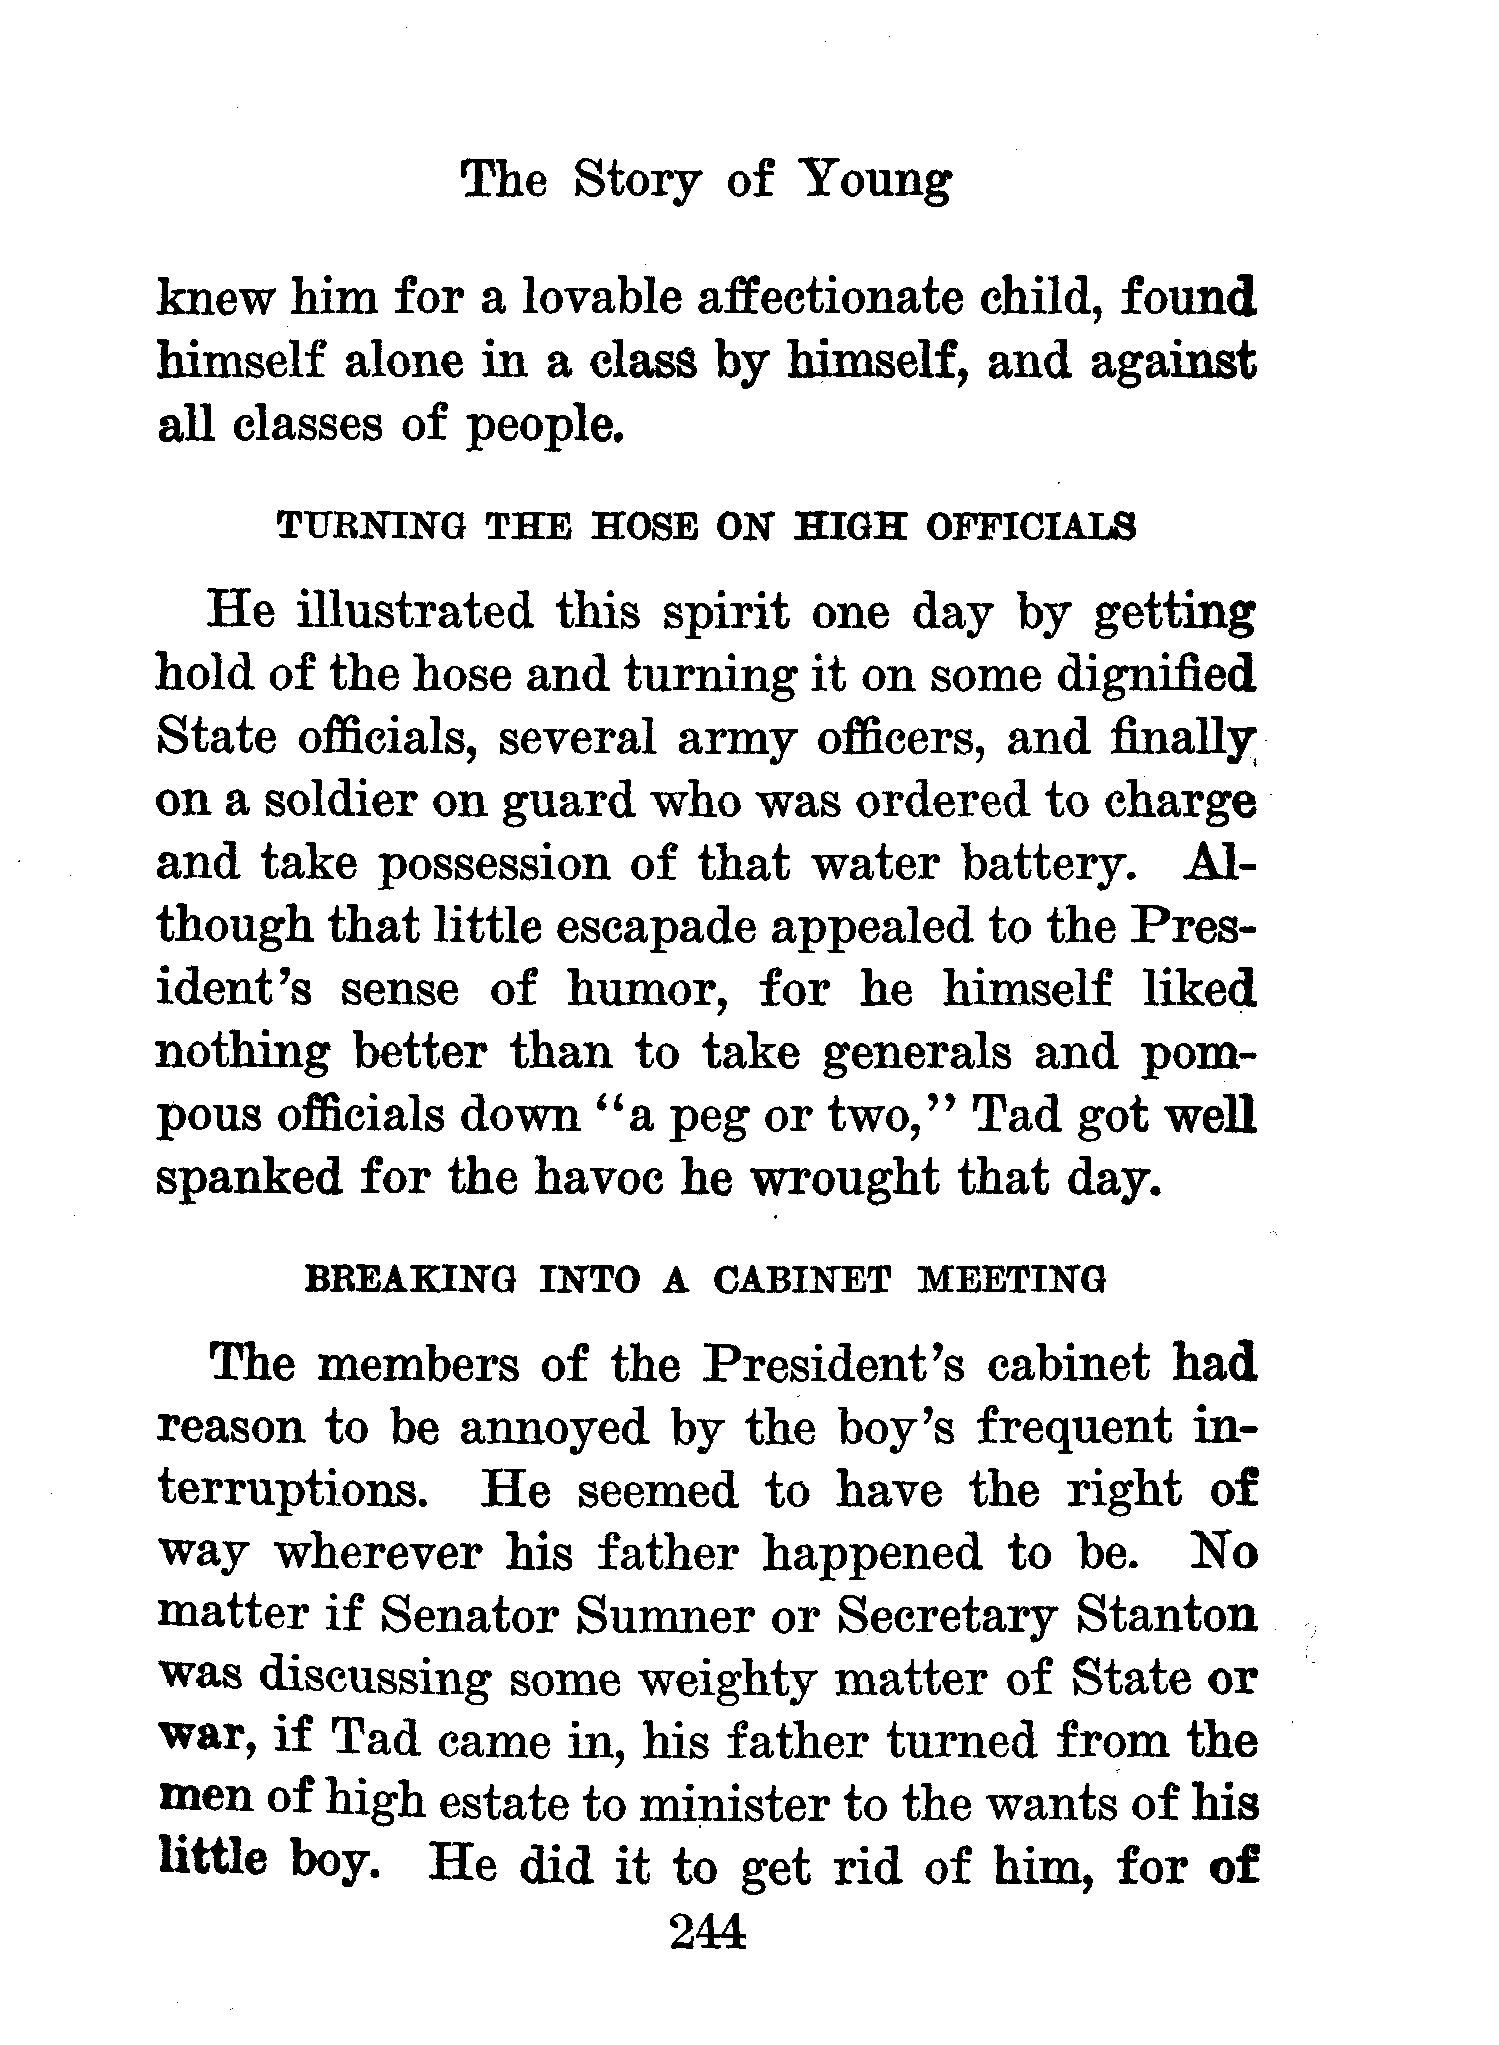 The Story of Young
knew him for a lovable affectionate child, found
himself alone in a class by himself, and against
all classes of people.
TURNING THE HOSE ON HIGH OFFICIALS
He illustrated this spirit one day by getting
hold of the hose and turning it on some dignified
State officials, several army officers, and finally
on a soldier on guard who was ordered to charge
and take possession of that water battery. Al-
though that little escapade appealed to the Pres-
ident's sense of humor, for he himself liked
nothing better than to take generals and pom-
pous officials down "a peg or two," Tad got well
spanked for the havoc he wrought that day.
BREAKING INTO A CABINET MEETING
The members of the President's cabinet had
reason to be annoyed by the boy's frequent in-
terruptions. He seemed to have the right of
way wherever his father happened to be. No
matter if Senator Sumner or Secretary Stanton
was discussing some weighty matter of State or
war, if Tad came in, his father turned from the
men of high estate to minister to the wants of his
little boy. He did it to get rid of him, for of
244